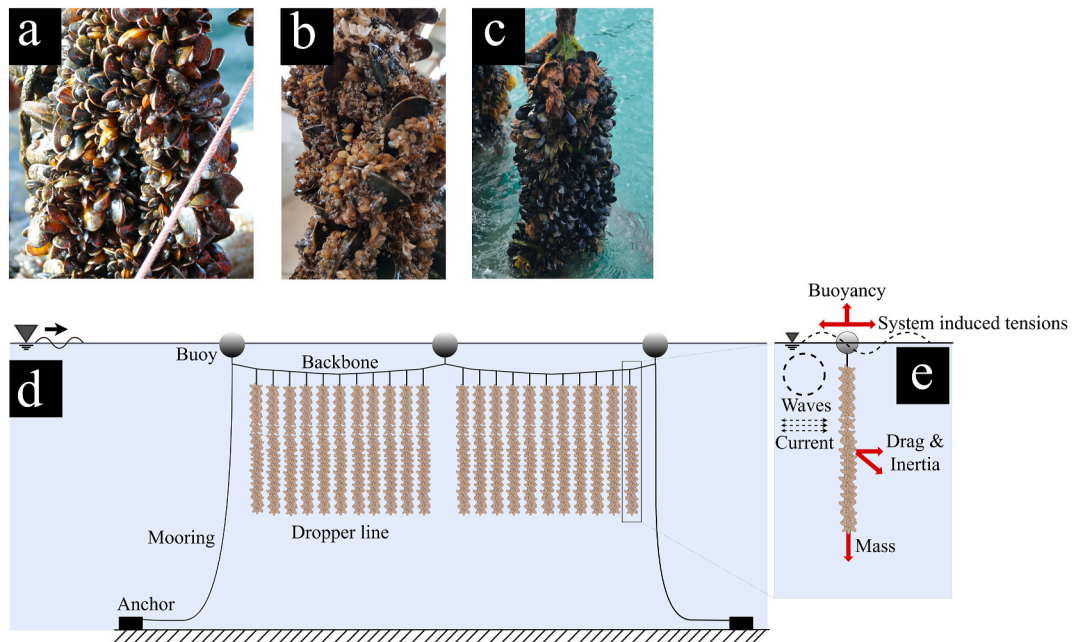 a
b
c
Buoyancy
System induced tensions
Buoy
Backbone
d
e
Waves
Current
Drag &
Inertia
Mooring
Dropper line
Mass
Anchor